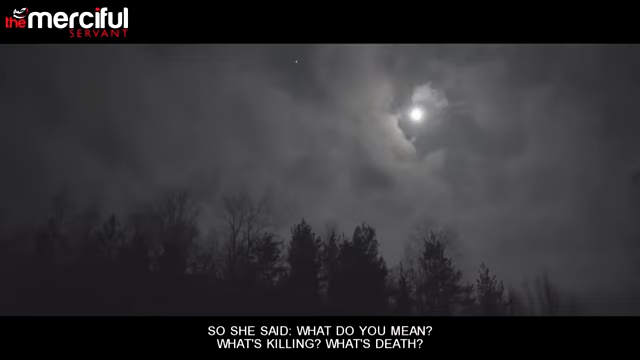 the merciful
SERVANT
SO SHE SAID: WHAT DO YOU MEAN?
WHAT'S KILLING? WHAT'S DEATH?